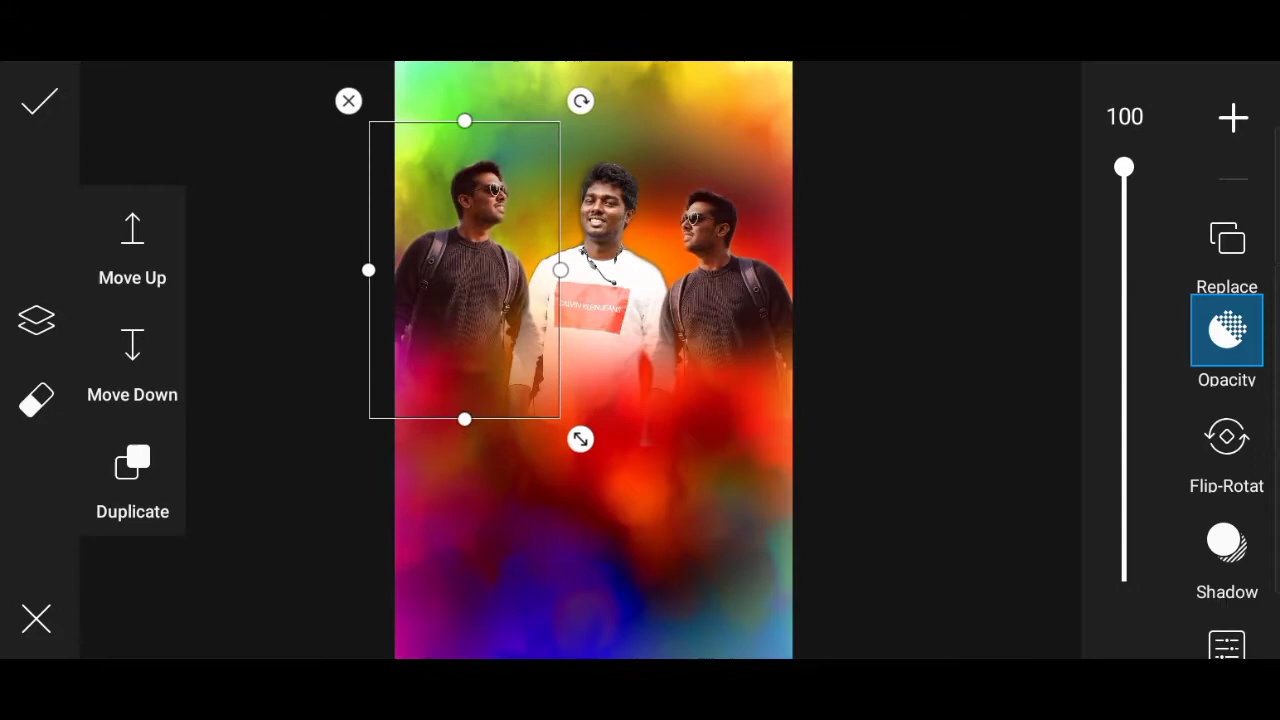 100
Move Up
Replace
Move Down
Opacity
Flip-Rotat
Duplicate
Shadow